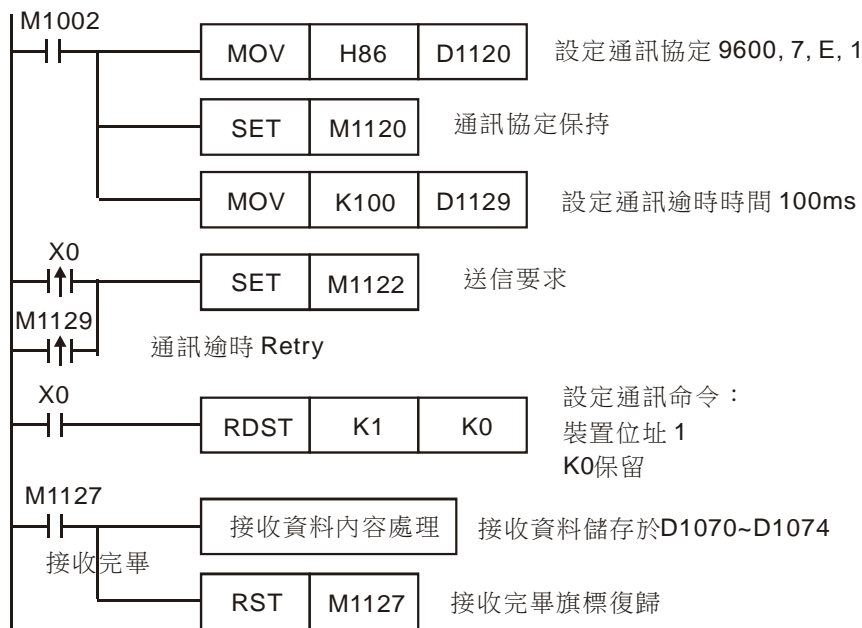 M1002
MOV H86 D1120 設定通訊協定 9600, 7, E, 1
SET M1120 通訊協定保持
MOV K100 D1129 設定通訊逾時時間 100ms
X0
SET M1122 送信要求
M1129
通訊逾時 Retry
X0
RDST K1 K0
設定通訊命令：
裝置位址 1
K0保留
M1127
接收資料內容處理 接收資料儲存於D1070~D1074
接收完畢
RST M1127 接收完畢旗標復歸